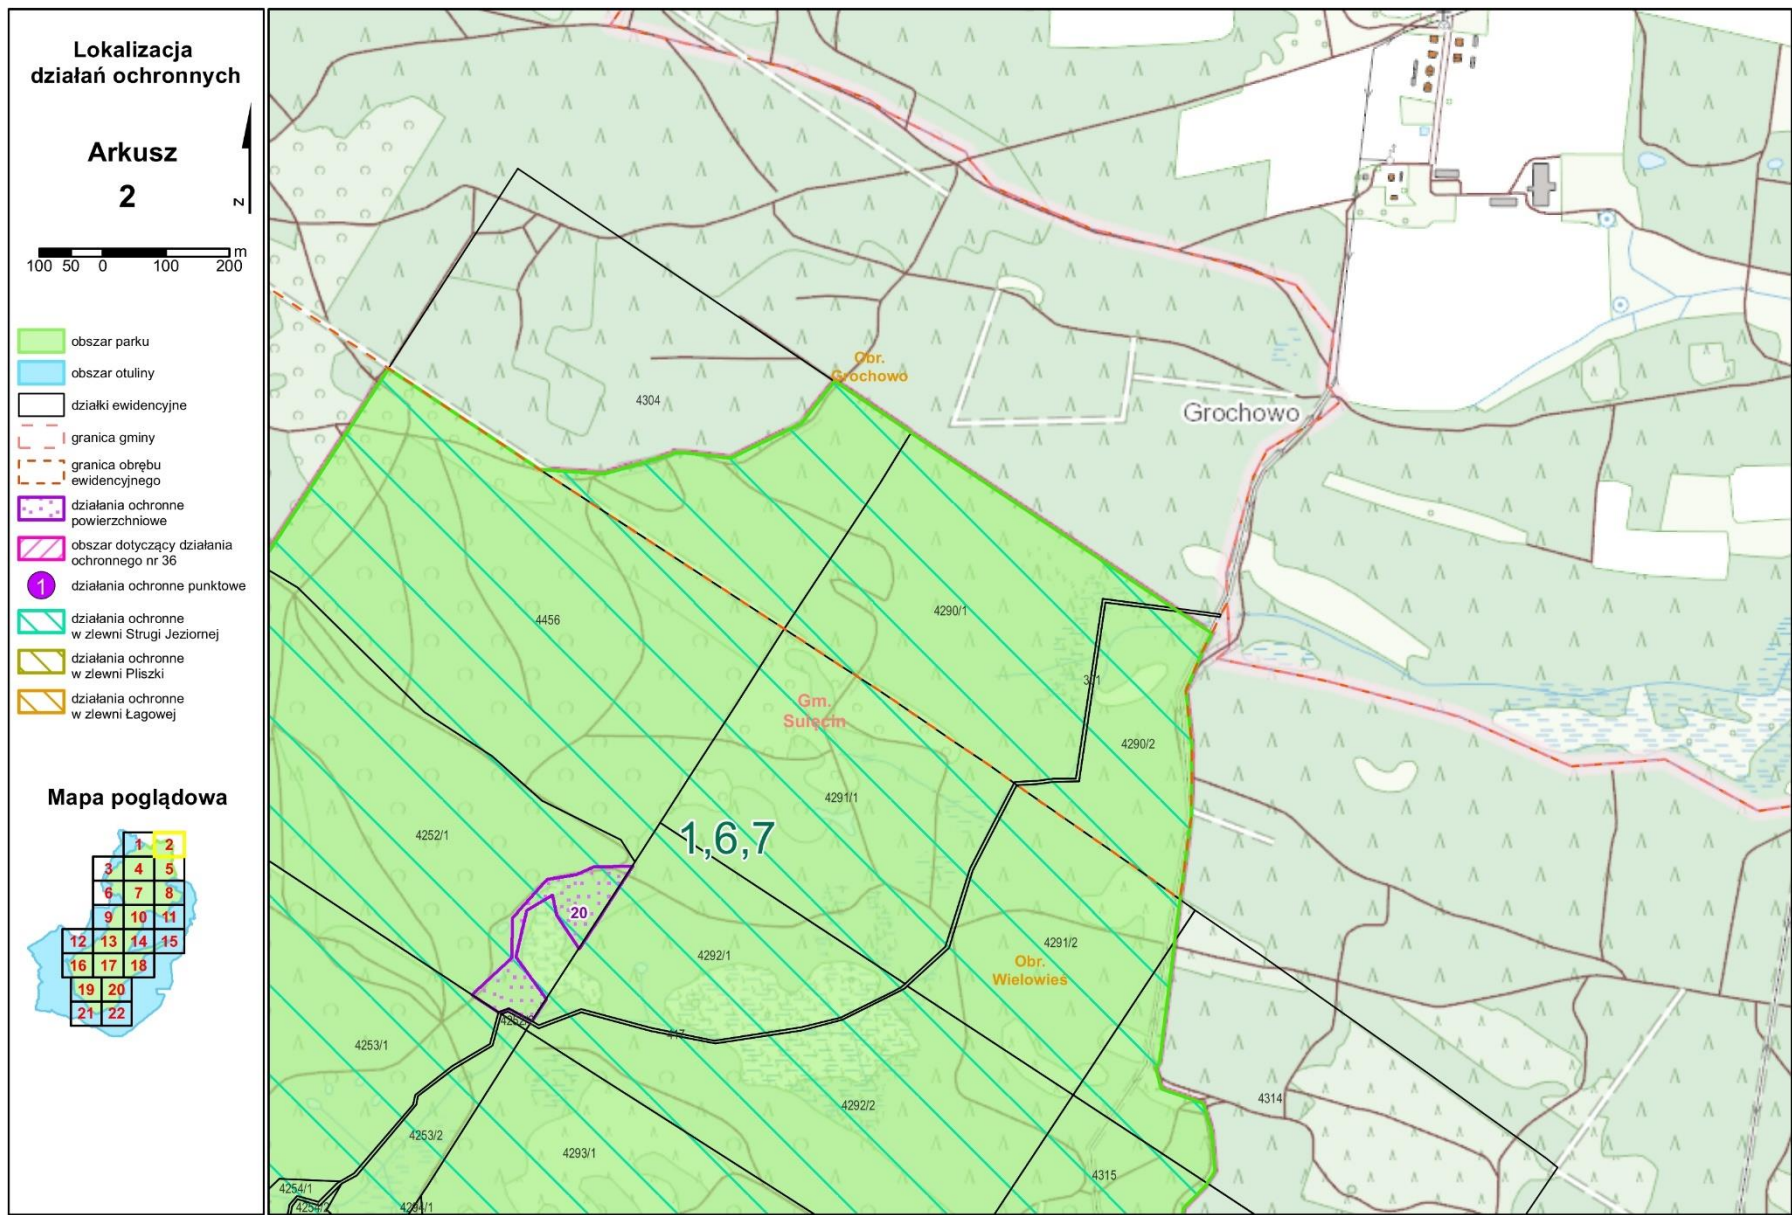 Lokalizacja
działań ochronnych
Arkusz
2
z
m
100 50 0 100 200
obszar parku
obszar otuliny
działki ewidencyjne
granica gminy
granica obrębu
ewidencyjnego
działania ochronne
powierzchniowe
obszar dotyczący działania
ochronnego nr 36
1
działania ochronne punktowe
działania ochronne
w zlewni Strugi Jeziornej
działania ochronne
w zlewni Pliszki
działania ochronne
w zlewni Łagowej
Mapa poglądowa
1 2
3 4 5
6 7 8
9 10 11
12 13 14 15
16 17 18
19 20
21 22
Obr.
Grochowo
4304
Grochowo
4456
4290/1
Gm.
Sulęcin
4290/2
4291/1
4252/1
1,6,7
20
4292/1
4291/2
Obr.
Wielowieś
417
4253/1
4292/2
4314
4253/2
4293/1
4315
4254/1
4254/2
4294/1